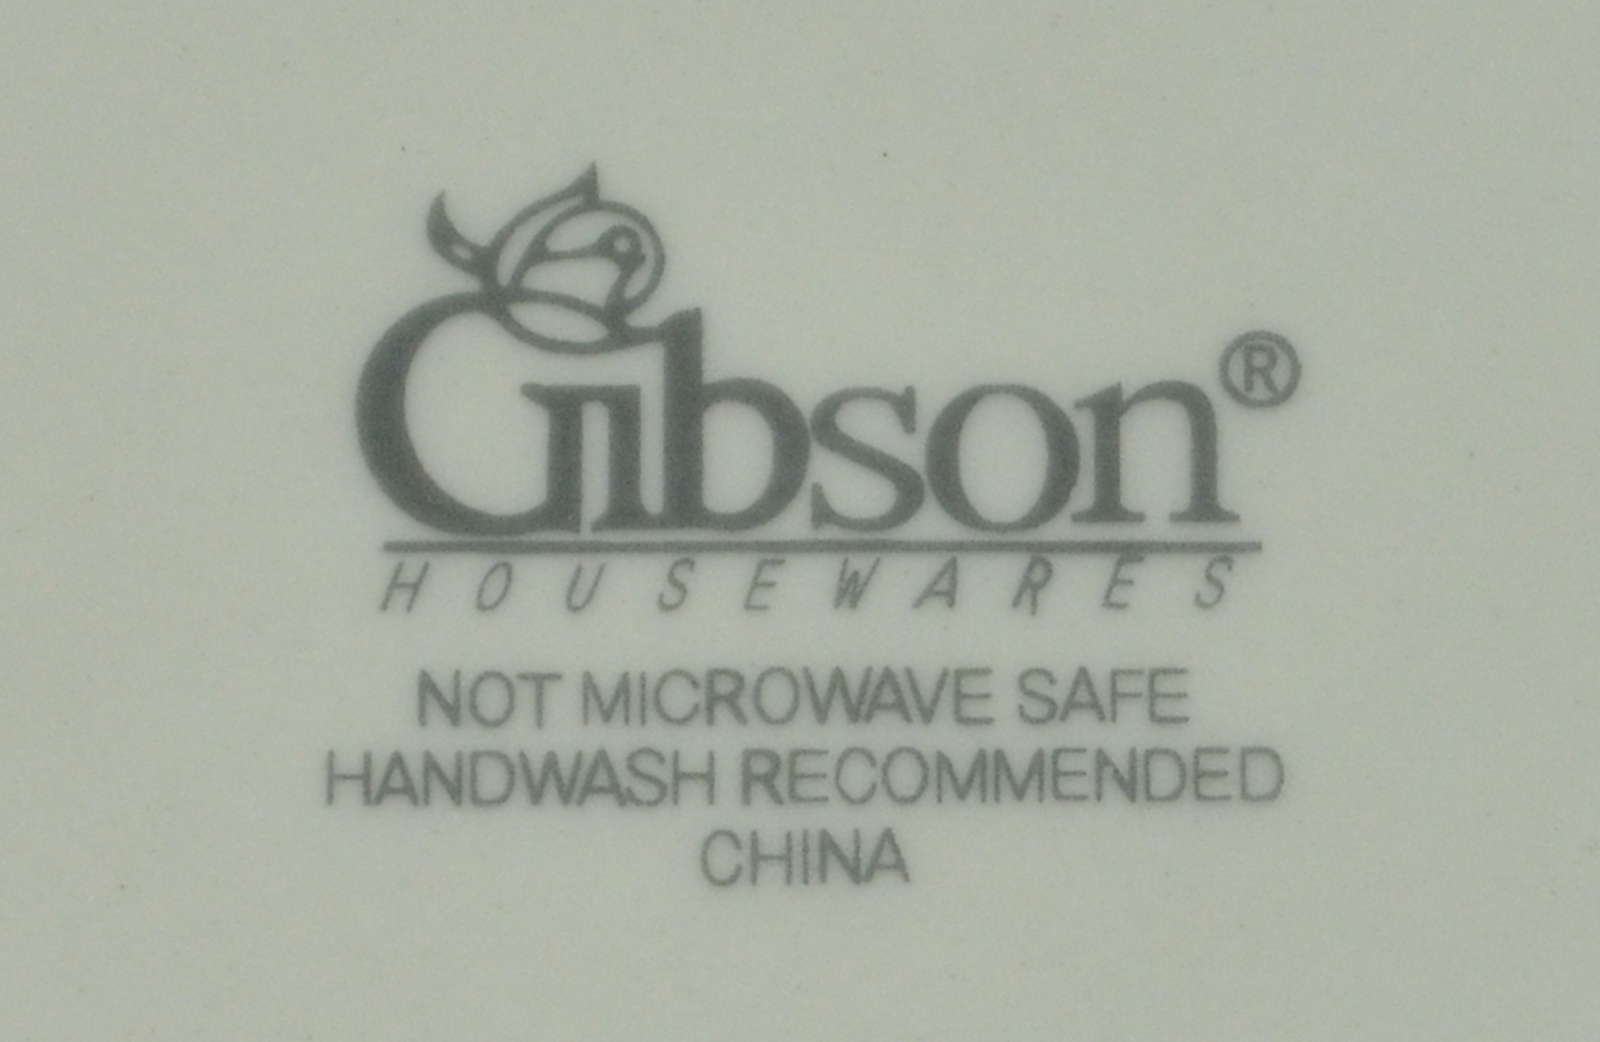 Gibson®
HOUSEWARES
NOT MICROWAVE SAFE
HANDWASH RECOMMENDED
CHINA